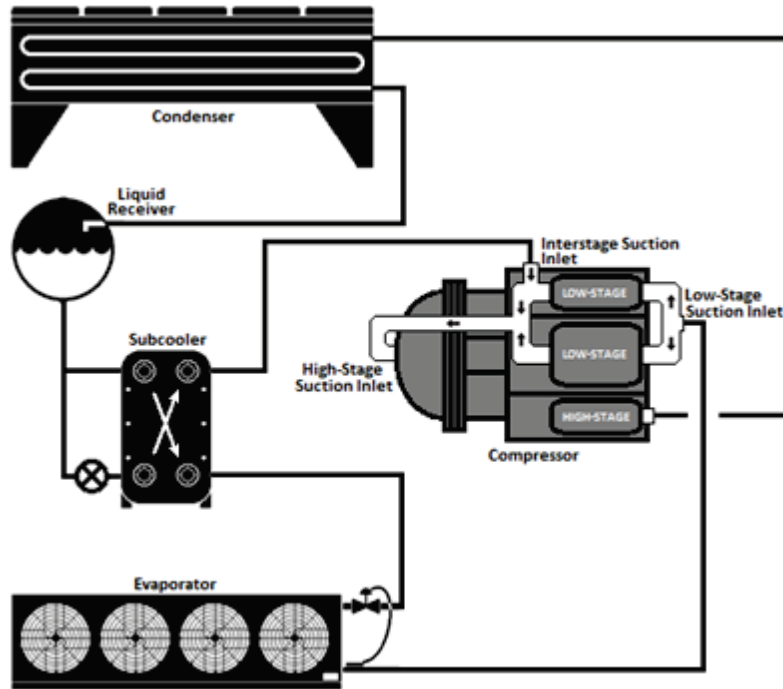 Condenser
Liquid
Receiver
Interstage Suction
Inlet
LOW-STAGE
Low-Stage
Suction Inlet
Subcooler
LOW-STAGE
High-Stage
Suction Inlet
HIGH-STAGE
Compressor
Evaporator